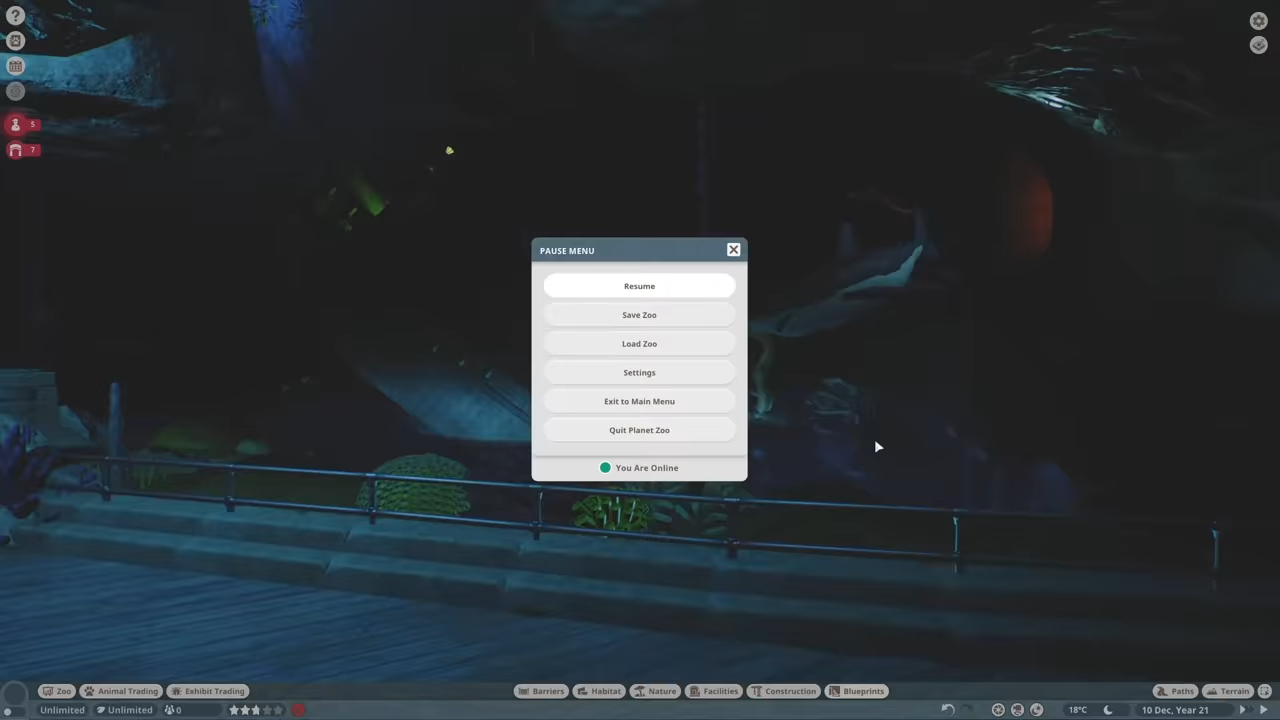 ?
5
7
PAUSE MENU
Resume
Save Zoo
Load Zoo
Settings
Exit to Main Menu
Quit Planet Zoo
You Are Online
Zoo Animal Trading Exhibit Trading Barriers Habitat Nature Facilities Construction Blueprints Paths Terrain
Unlimited Unlimited 0 18°C 10 Dec, Year 21